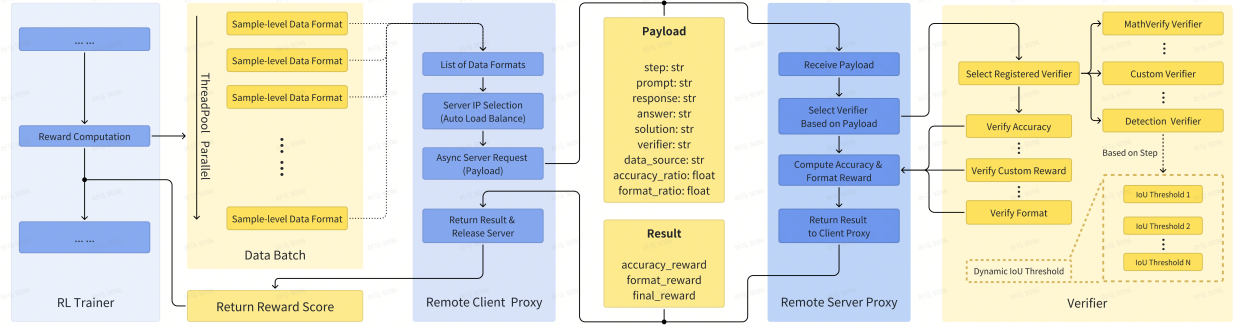 ... ...
Reward Computation
... ...
RL Trainer
Sample-level Data Format
Sample-level Data Format
Sample-level Data Format
Sample-level Data Format
ThreadPool Parallel
Data Batch
Return Reward Score
List of Data Formats
Server IP Selection
(Auto Load Balance)
Async Server Request
(Payload)
Return Result &
Release Server
Remote Client Proxy
Payload
step: str
prompt: str
response: str
answer: str
solution: str
verifier: str
data_source: str
accuracy_ratio: float
format_ratio: float
Result
accuracy_reward
format_reward
final_reward
Receive Payload
Select Verifier
Based on Payload
Compute Accuracy &
Format Reward
Return Result
to Client Proxy
Remote Server Proxy
Select Registered Verifier
Verify Accuracy
Verify Custom Reward
Verify Format
MathVerify Verifier
Custom Verifier
Detection Verifier
Based on Step
IoU Threshold 1
IoU Threshold 2
IoU Threshold N
Dynamic IoU Threshold
Verifier